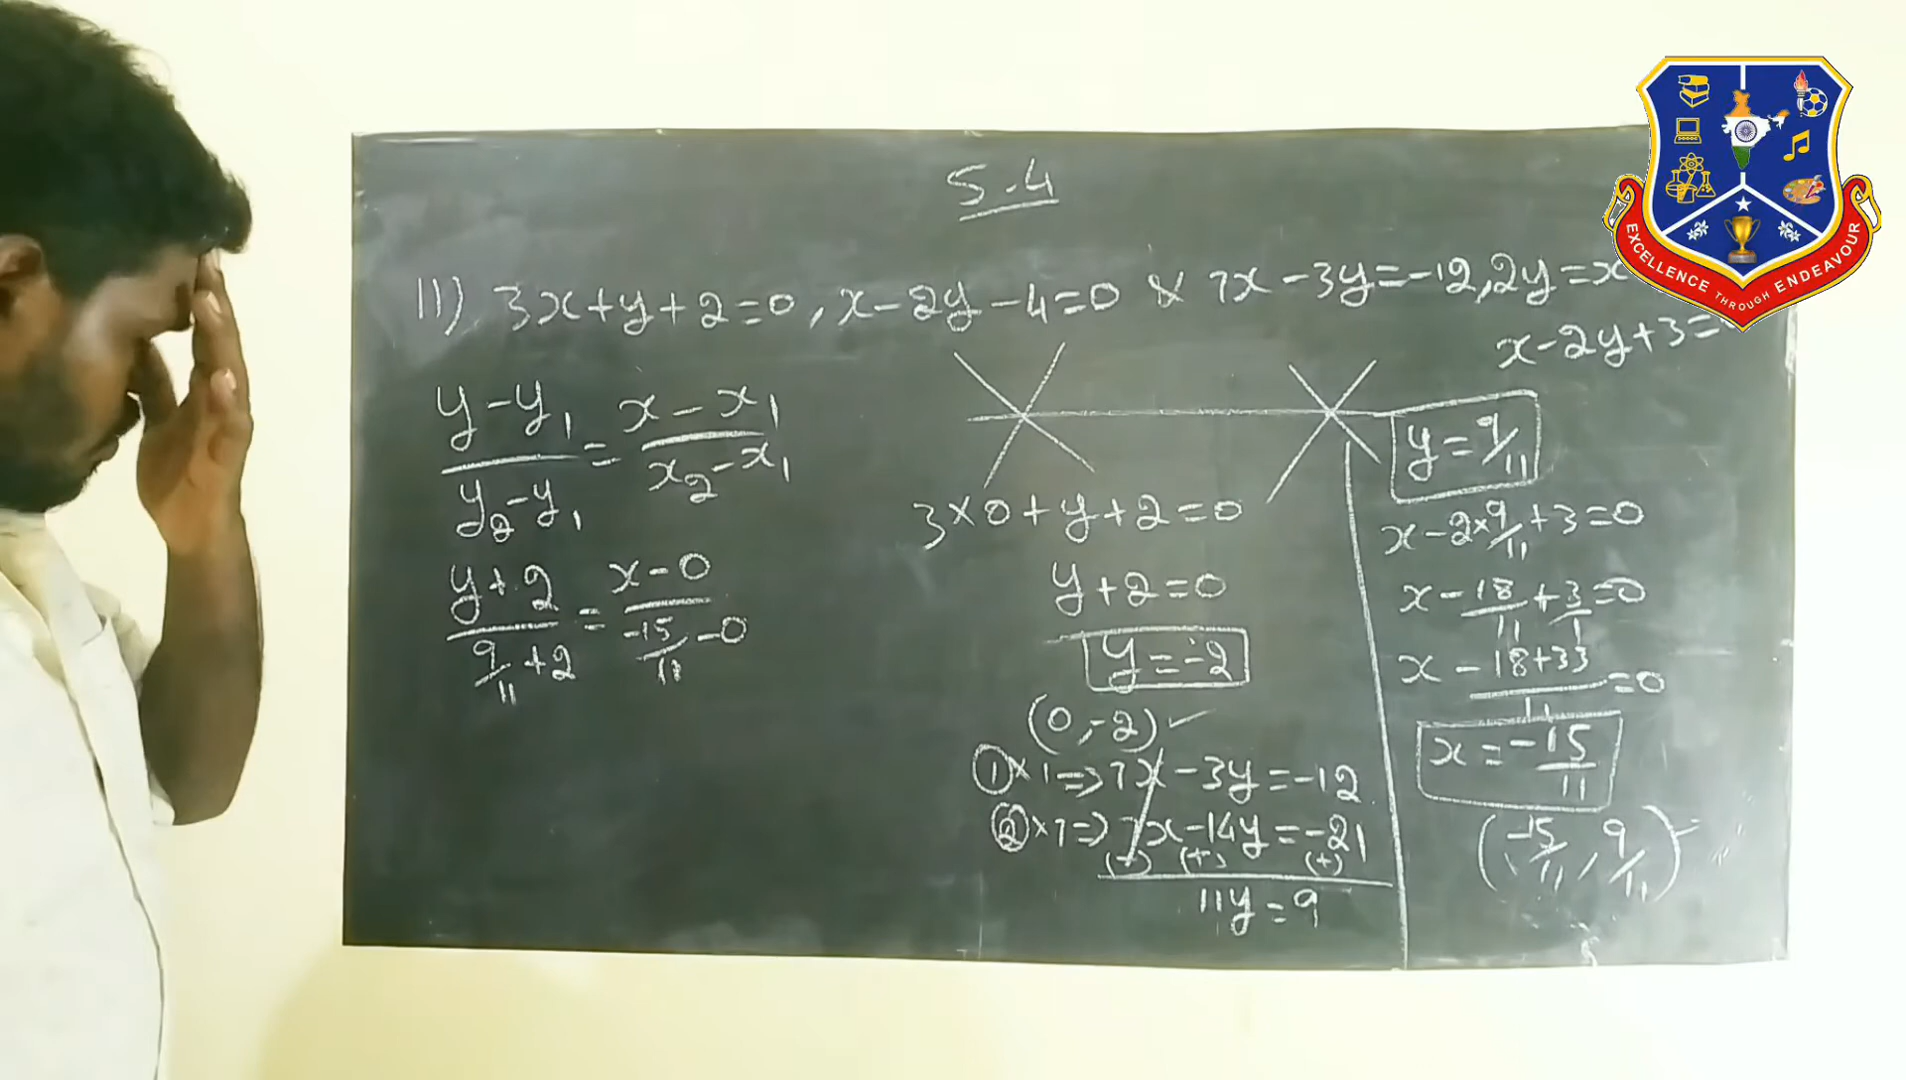 5.4
11) 3x+y+2=0, x-2y-4=0 & 7x-3y=-12, 2y=x
x-2y+3=
y-y₁/y₂-y₁ = x-x₁/x₂-x₁
y+2/(9/11+2) = x-0/(-15/11-0)
3×0+y+2=0
y+2=0
y=-2
(0,-2)✓
①×1⇒7x-3y=-12
②×7⇒7x-14y=-21
(-) (+) (+)
11y=9
y=9/11
x-2×9/11+3=0
x-18/11+3/1=0
x-18+33/11=0
x=-15/11
(-15/11, 9/11)✓
EXCELLENCE THROUGH ENDEAVOUR